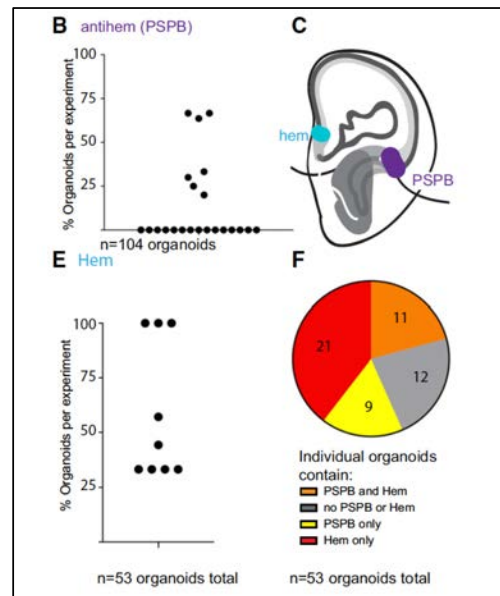 B antihem (PSPB)
% Organoids per experiment
100
75
50
25
0
n=104 organoids
C
hem
PSPB
E Hem
% Organoids per experiment
100
75
50
25
n=53 organoids total
F
11
12
9
21
Individual organoids
contain:
PSPB and Hem
no PSPB or Hem
PSPB only
Hem only
n=53 organoids total